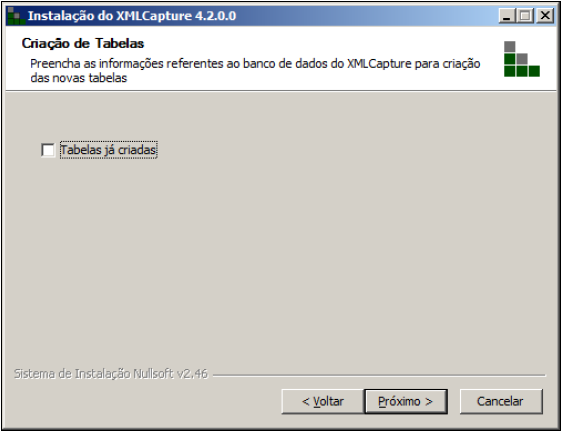 Instalação do XMLCapture 4.2.0.0
Criação de Tabelas
Preencha as informações referentes ao banco de dados do XMLCapture para criação
das novas tabelas
Tabelas já criadas
Sistema de Instalação Nullsoft v2.46
< Voltar
Próximo >
Cancelar